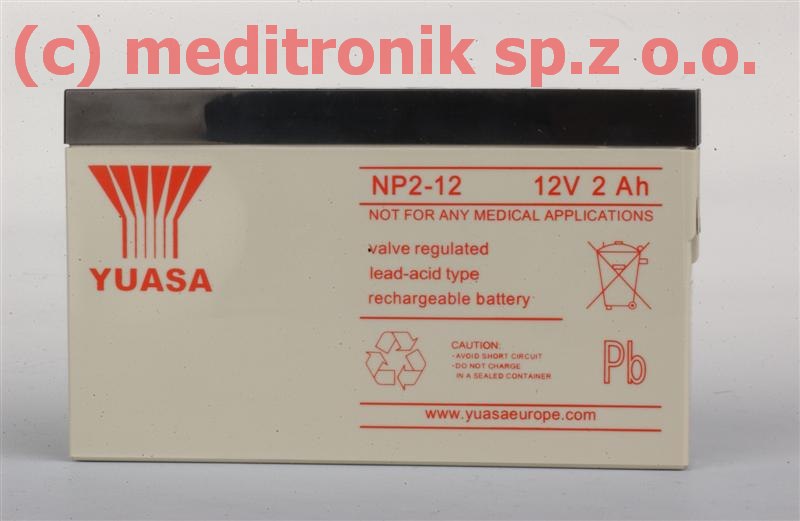 (c) meditronik sp.z o.o.
YUASA
NP2-12 12V 2 Ah
NOT FOR ANY MEDICAL APPLICATIONS
valve regulated
lead-acid type
rechargeable battery
CAUTION:
- AVOID SHORT CIRCUIT
- DO NOT CHARGE
IN A SEALED CONTAINER
Pb
www.yuasaeurope.com